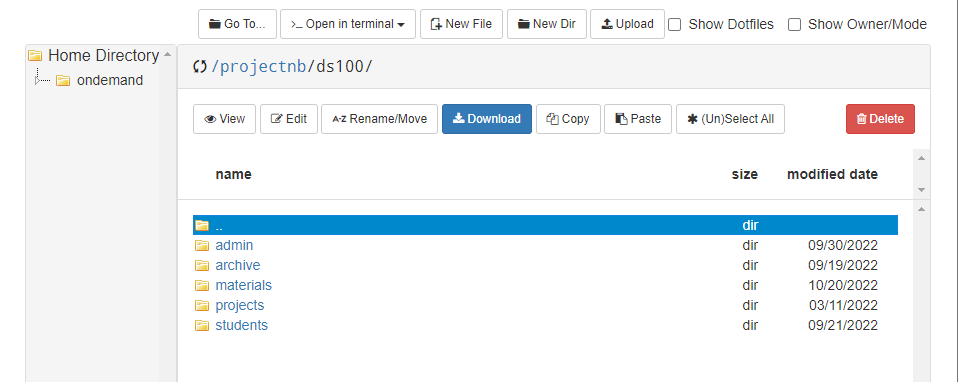 Go To... >_ Open in terminal New File New Dir Upload Show Dotfiles Show Owner/Mode
Home Directory
ondemand
/projectnb/ds100/
View Edit A-Z Rename/Move Download Copy Paste (Un)Select All Delete
name size modified date
.. dir
admin dir 09/30/2022
archive dir 09/19/2022
materials dir 10/20/2022
projects dir 03/11/2022
students dir 09/21/2022